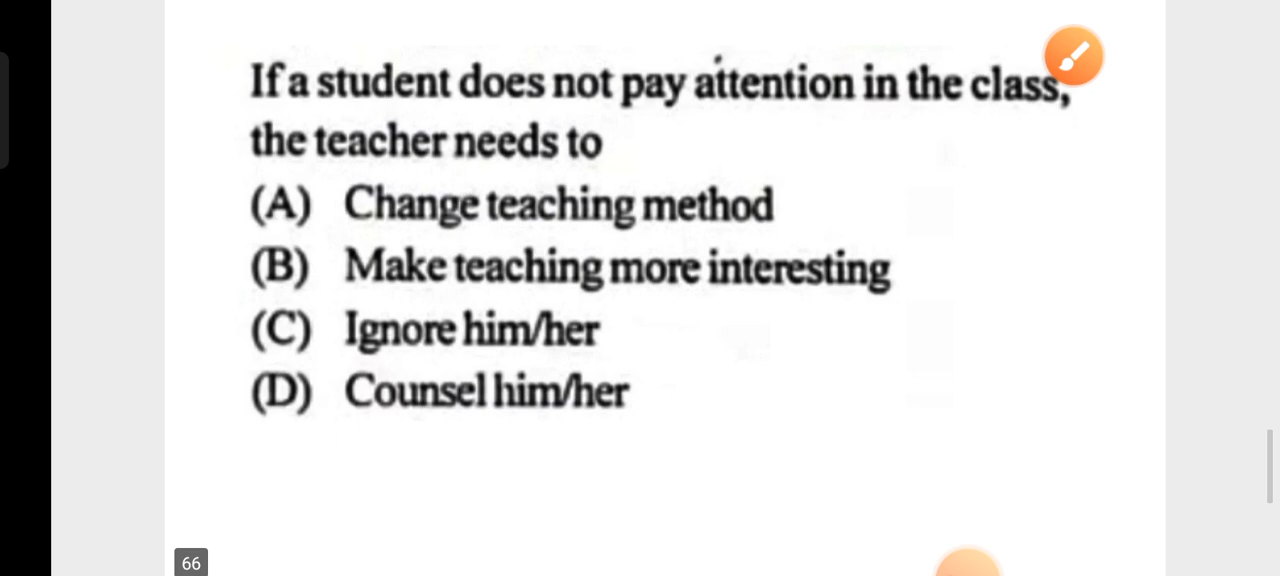 If a student does not pay attention in the class,
the teacher needs to
(A) Change teaching method
(B) Make teaching more interesting
(C) Ignore him/her
(D) Counsel him/her
66